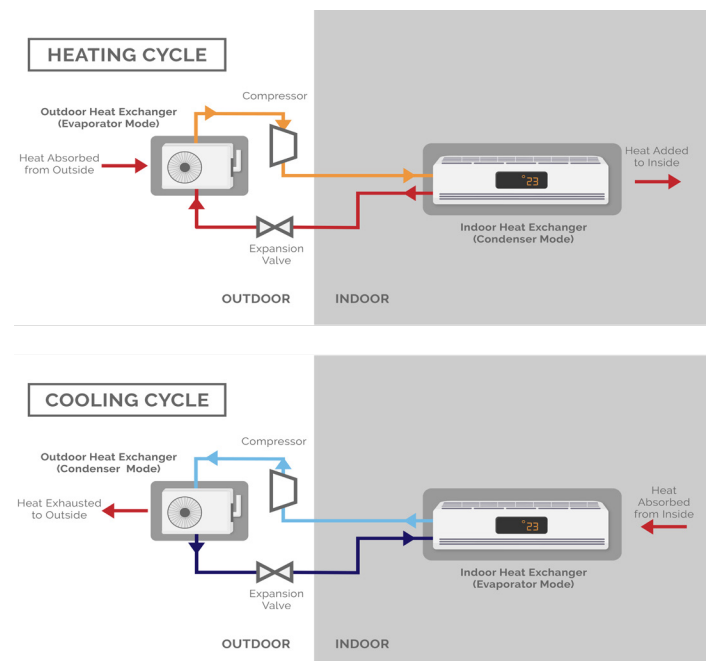 HEATING CYCLE
Compressor
Outdoor Heat Exchanger
(Evaporator Mode)
Heat Absorbed
from Outside
°23
Heat Added
to Inside
Indoor Heat Exchanger
(Condenser Mode)
Expansion
Valve
OUTDOOR
INDOOR
COOLING CYCLE
Compressor
Outdoor Heat Exchanger
(Condenser Mode)
Heat Exhausted
to Outside
°23
Heat
Absorbed
from Inside
Indoor Heat Exchanger
(Evaporator Mode)
Expansion
Valve
OUTDOOR
INDOOR